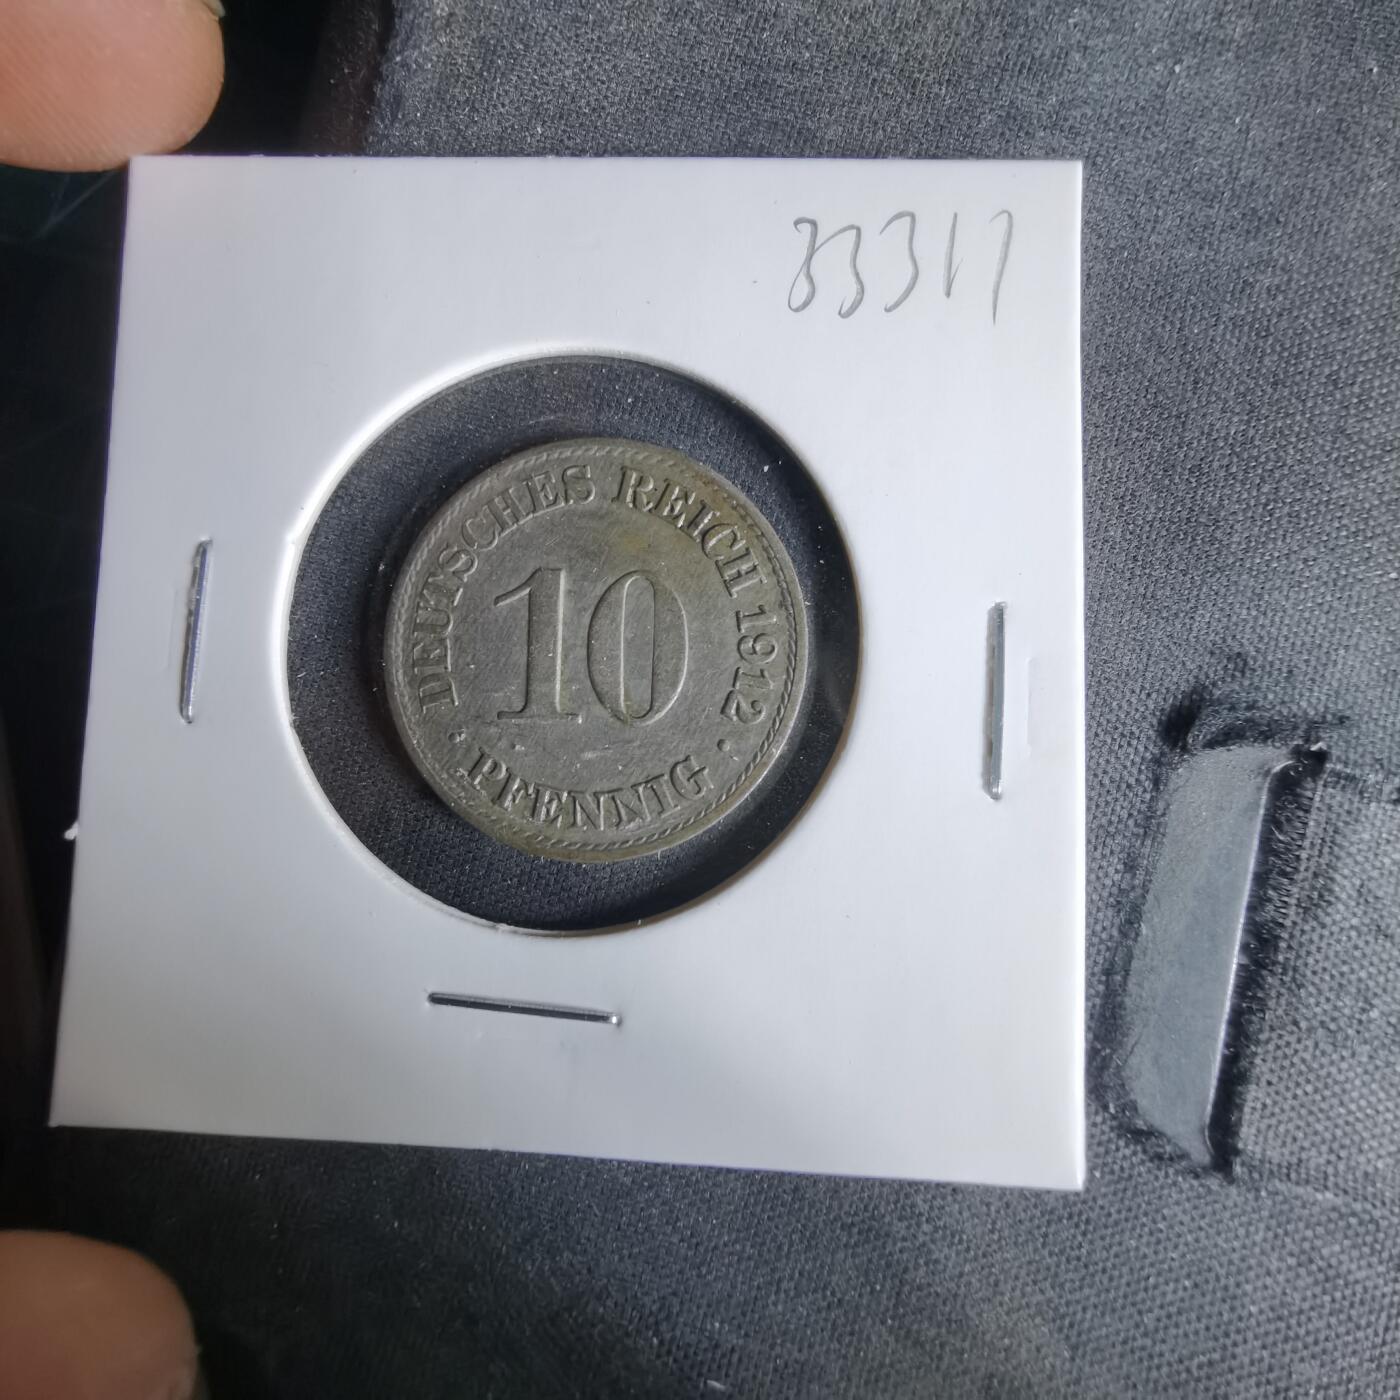 83317
DEUTSCHES REICH 1912
10
• PFENNIG •